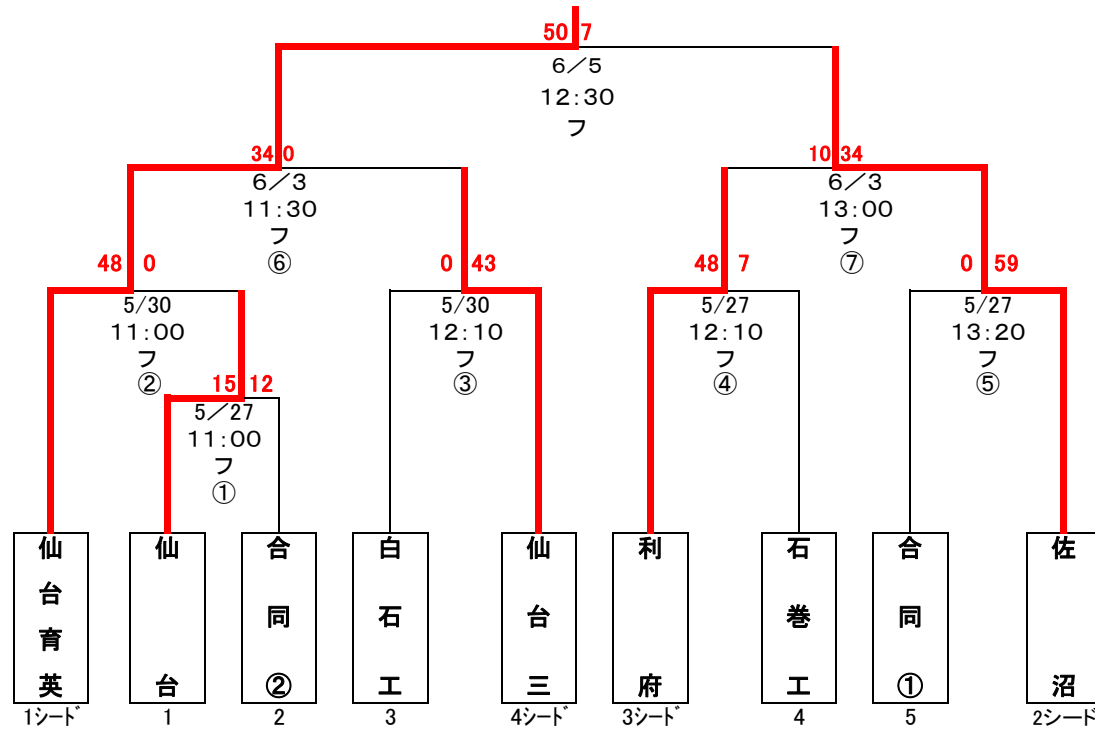 50 7
6／5
12:30
フ
34 0
6／3
11:30
フ
⑥
10 34
6／3
13:00
フ
⑦
48 0
5/30
11:00
フ
②
0 43
5/30
12:10
フ
③
48 7
5/27
12:10
フ
④
0 59
5/27
13:20
フ
⑤
15 12
5／27
11:00
フ
①
仙台育英
仙台
合同②
白石工
仙台三
利府
石巻工
合同①
佐沼
1シード
1
2
3
4シード
3シード
4
5
2シード